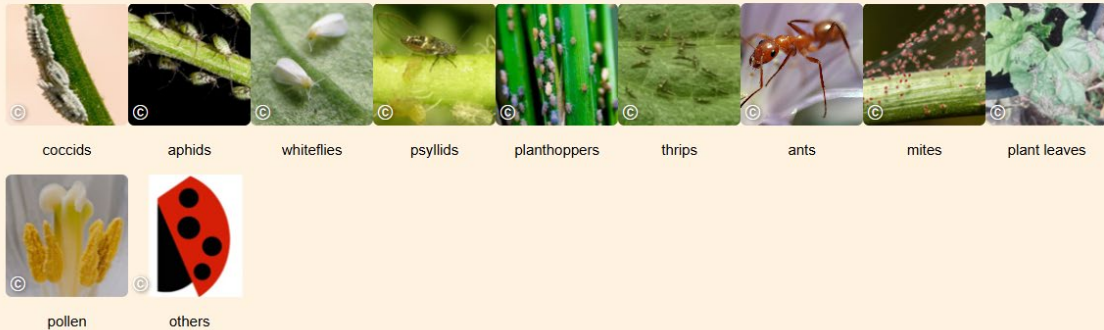 © © © © © © © © ©
coccids aphids whiteflies psyllids planthoppers thrips ants mites plant leaves
© ©
pollen others